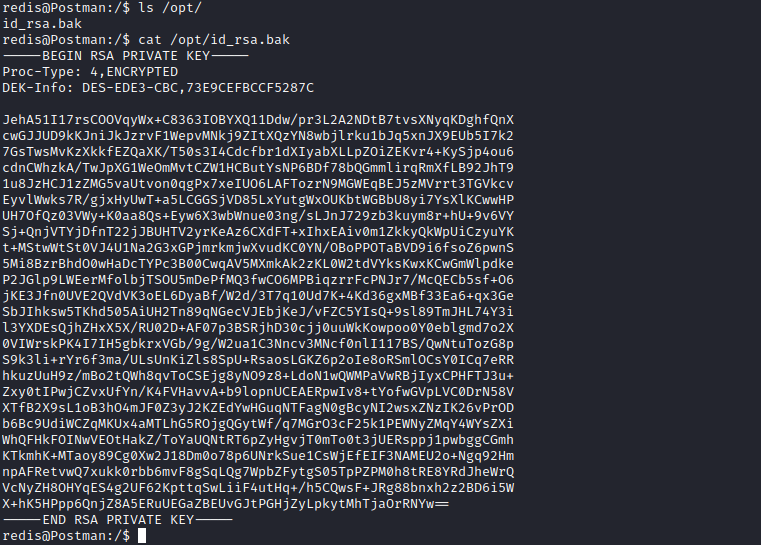 redis@Postman:/$ ls /opt/
id_rsa.bak
redis@Postman:/$ cat /opt/id_rsa.bak
-----BEGIN RSA PRIVATE KEY-----
Proc-Type: 4,ENCRYPTED
DEK-Info: DES-EDE3-CBC,73E9CEFBCCF5287C

JehA51I17rsCOOVqyWx+C8363IOBYXQ11Ddw/pr3L2A2NDtB7tvsXNyqKDghfQnX
cwGJJUD9kKJniJkJzrvF1WepvMNkj9ZItXQzYN8wbjlrku1bJq5xnJX9EUb5I7k2
7GsTwsMvKzXkkfEZQaXK/T50s3I4Cdcfbr1dXIyabXLLpZOiZEKvr4+KySjp4ou6
cdnCWhzkA/TwJpXG1WeOmMvtCZW1HCButYsNP6BDf78bQGmmlirqRmXfLB92JhT9
1u8JzHCJ1zZMG5vaUtvon0qgPx7xeIUO6LAFTozrN9MGWEqBEJ5zMVrrt3TGVkcv
EyvlWwks7R/gjxHyUwT+a5LCGGSjVD85LxYutgWxOUKbtWGBbU8yi7YsXlKCwwHP
UH7OfQz03VWy+K0aa8Qs+Eyw6X3wbWnue03ng/sLJnJ729zb3kuym8r+hU+9v6VY
Sj+QnjVTYjDfnT22jJBUHTV2yrKeAz6CXdFT+xIhxEAiv0m1ZkkyQkWpUiCzyuYK
t+MStwWtSt0VJ4U1Na2G3xGPjmrkmjwXvudKC0YN/OBoPPOTaBVD9i6fsoZ6pwnS
5Mi8BzrBhdO0wHaDcTYPc3B00CwqAV5MXmkAk2zKL0W2tdVYksKwxKCwGmWlpdke
P2JGlp9LWEerMfolbjTSOU5mDePfMQ3fwCO6MPBiqzrrFcPNJr7/McQECb5sf+O6
jKE3Jfn0UVE2QVdVK3oEL6DyaBf/W2d/3T7q10Ud7K+4Kd36gxMBf33Ea6+qx3Ge
SbJIhksw5TKhd505AiUH2Tn89qNGecVJEbjKeJ/vFZC5YIsQ+9sl89TmJHL74Y3i
l3YXDEsQjhZHxX5X/RU02D+AF07p3BSRjhD30cjj0uuWkKowpoo0Y0eblgmd7o2X
0VIWrskPK4I7IH5gbkrxVGb/9g/W2ua1C3Nncv3MNcf0nlI117BS/QwNtuTozG8p
S9k3li+rYr6f3ma/ULsUnKiZls8SpU+RsaosLGKZ6p2oIe8oRSmlOCsY0ICq7eRR
hkuzUuH9z/mBo2tQWh8qvToCSEjg8yNO9z8+LdoN1wQWMPaVwRBjIyxCPHFTJ3u+
Zxy0tIPwjCZvxUfYn/K4FVHavvA+b9lopnUCEAERpwIv8+tYofwGVpLVC0DrN58V
XTfB2X9sL1oB3hO4mJF0Z3yJ2KZEdYwHGuqNTFagN0gBcyNI2wsxZNzIK26vPrOD
b6Bc9UdiWCZqMKUx4aMTLhG5ROjgQGytWf/q7MGrO3cF25k1PEWNyZMqY4WYsZXi
WhQFHkFOINwVEOtHakZ/ToYaUQNtRT6pZyHgvjT0mTo0t3jUERsppj1pwbggCGmh
KTkmhK+MTaoy89Cg0Xw2J18Dm0o78p6UNrkSue1CsWjEfEIF3NAMEU2o+Ngq92Hm
npAFRetvwQ7xukk0rbb6mvF8gSqLQg7WpbZFytgS05TpPZPM0h8tRE8YRdJheWrQ
VcNyZH8OHYqES4g2UF62KpttqSwLiiF4utHq+/h5CQwsF+JRg88bnxh2z2BD6i5W
X+hK5HPpp6QnjZ8A5ERuUEGaZBEUvGJtPGHjZyLpkytMhTjaOrRNYw==
-----END RSA PRIVATE KEY-----
redis@Postman:/$